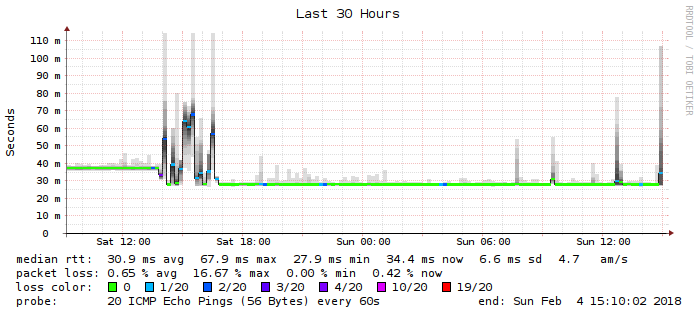 Last 30 Hours
RRDTOOL / TOBI OETIKER
Seconds
110 m
100 m
90 m
80 m
70 m
60 m
50 m
40 m
30 m
20 m
10 m
0
Sat 12:00 Sat 18:00 Sun 00:00 Sun 06:00 Sun 12:00
median rtt: 30.9 ms avg 67.9 ms max 27.9 ms min 34.4 ms now 6.6 ms sd 4.7 am/s
packet loss: 0.65 % avg 16.67 % max 0.00 % min 0.42 % now
loss color: 0 1/20 2/20 3/20 4/20 10/20 19/20
probe: 20 ICMP Echo Pings (56 Bytes) every 60s end: Sun Feb 4 15:10:02 2018